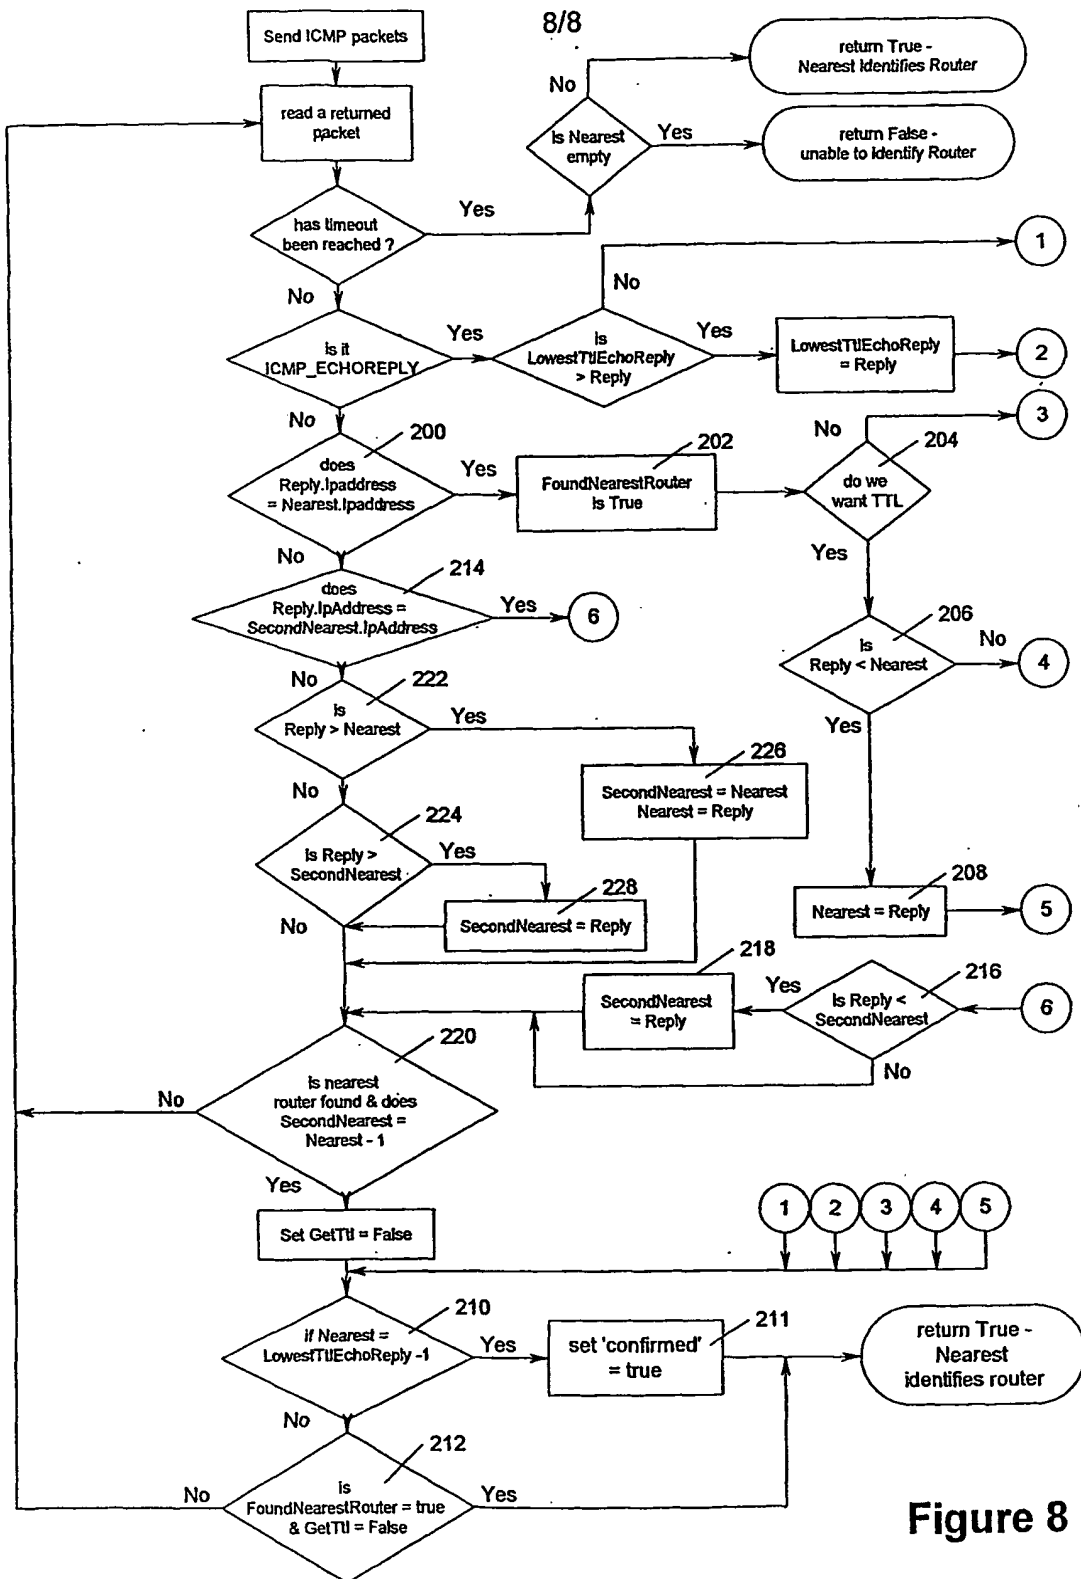 8/8
Send ICMP packets
return True -
Nearest Identifies Router
No
read a returned
packet
is Nearest
empty
Yes
return False -
unable to identify Router
has timeout
been reached ?
Yes
1
No
No
is it
ICMP_ECHOREPLY
Yes
is
LowestTtlEchoReply
> Reply
Yes
LowestTtlEchoReply
= Reply
2
No
3
200
202
No
204
does
Reply.Ipaddress
= Nearest.Ipaddress
Yes
FoundNearestRouter
is True
do we
want TTL
No
Yes
214
does
Reply.IpAddress =
SecondNearest.IpAddress
Yes
6
206
is
Reply < Nearest
No
4
No
222
is
Reply > Nearest
Yes
Yes
226
SecondNearest = Nearest
Nearest = Reply
No
224
is Reply >
SecondNearest
Yes
228
SecondNearest = Reply
No
208
Nearest = Reply
5
218
SecondNearest
= Reply
Yes
216
Is Reply <
SecondNearest
6
No
220
is nearest
router found & does
SecondNearest =
Nearest - 1
No
Yes
Set GetTtl = False
1
2
3
4
5
210
if Nearest =
LowestTtlEchoReply -1
Yes
211
set 'confirmed'
= true
return True -
Nearest
identifies router
No
212
is
FoundNearestRouter = true
& GetTtl = False
No
Yes
Figure 8